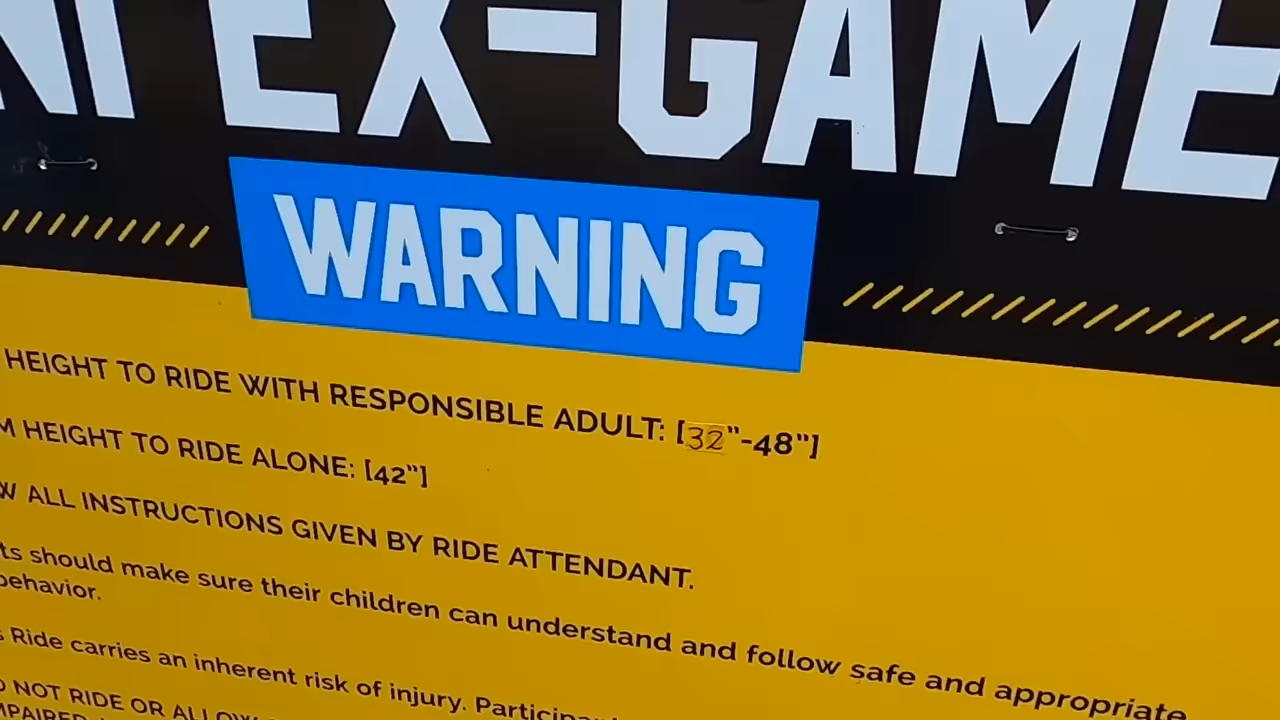 EX-GAME
WARNING
HEIGHT TO RIDE WITH RESPONSIBLE ADULT: [32"-48"]
M HEIGHT TO RIDE ALONE: [42"]
W ALL INSTRUCTIONS GIVEN BY RIDE ATTENDANT.
ts should make sure their children can understand and follow safe and appropriate
behavior.
s Ride carries an inherent risk of injury. Participan
O NOT RIDE OR ALLOW
MPAIRED